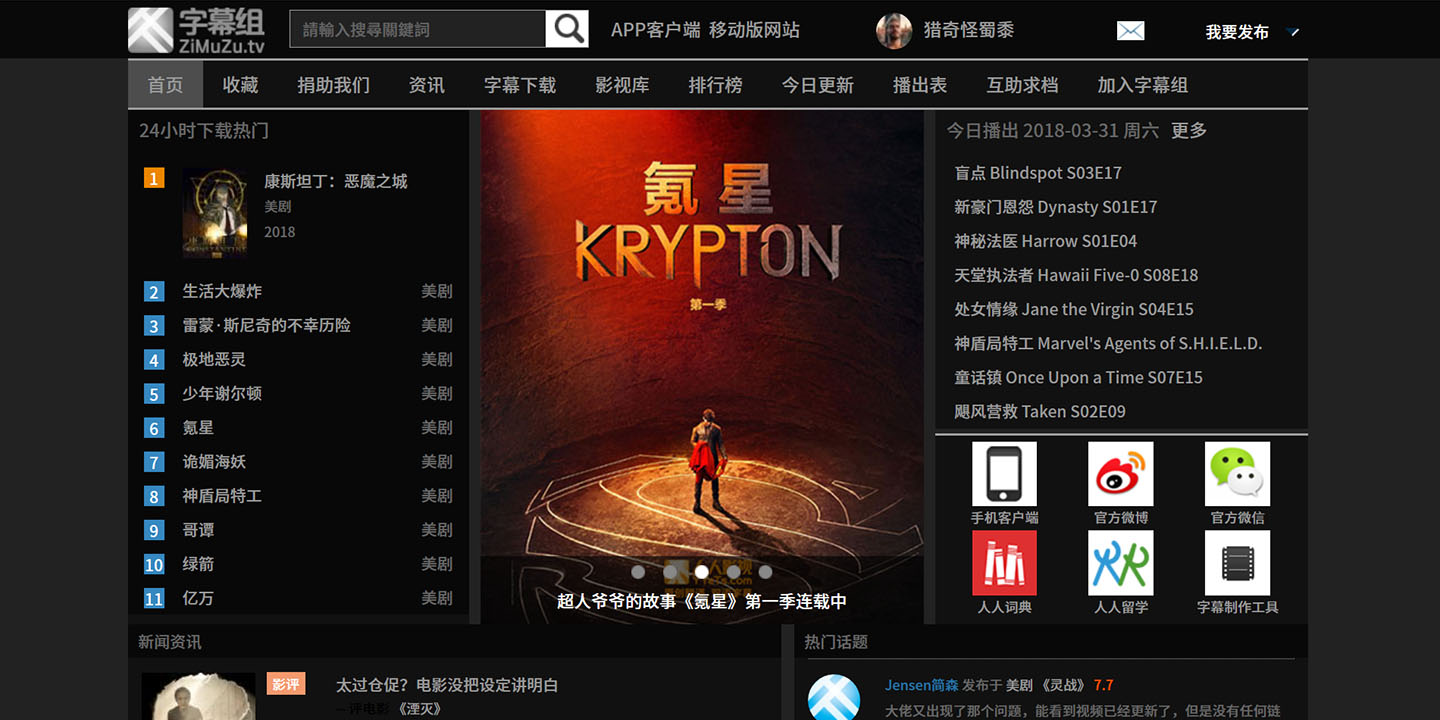 字幕组
ZiMuZu.tv
請輸入搜尋關鍵詞
APP客户端 移动版网站
猎奇怪蜀黍
我要发布
首页 收藏 捐助我们 资讯 字幕下载 影视库 排行榜 今日更新 播出表 互助求档 加入字幕组
24小时下载热门
1 康斯坦丁：恶魔之城
美剧
2018
2 生活大爆炸 美剧
3 雷蒙·斯尼奇的不幸历险 美剧
4 极地恶灵 美剧
5 少年谢尔顿 美剧
6 氪星 美剧
7 诡媚海妖 美剧
8 神盾局特工 美剧
9 哥谭 美剧
10 绿箭 美剧
11 亿万 美剧
氪星
KRYPTON
第一季
人人影视
YYeTs.com
超人爷爷的故事《氪星》第一季连载中
今日播出 2018-03-31 周六 更多
盲点 Blindspot S03E17
新豪门恩怨 Dynasty S01E17
神秘法医 Harrow S01E04
天堂执法者 Hawaii Five-0 S08E18
处女情缘 Jane the Virgin S04E15
神盾局特工 Marvel's Agents of S.H.I.E.L.D.
童话镇 Once Upon a Time S07E15
飓风营救 Taken S02E09
手机客户端 官方微博 官方微信
人人词典 人人留学 字幕制作工具
新闻资讯
影评 太过仓促？电影没把设定讲明白
—评电影《湮灭》
热门话题
Jensen简森 发布于 美剧 《灵战》 7.7
大佬又出现了那个问题，能看到视频已经更新了，但是没有任何链